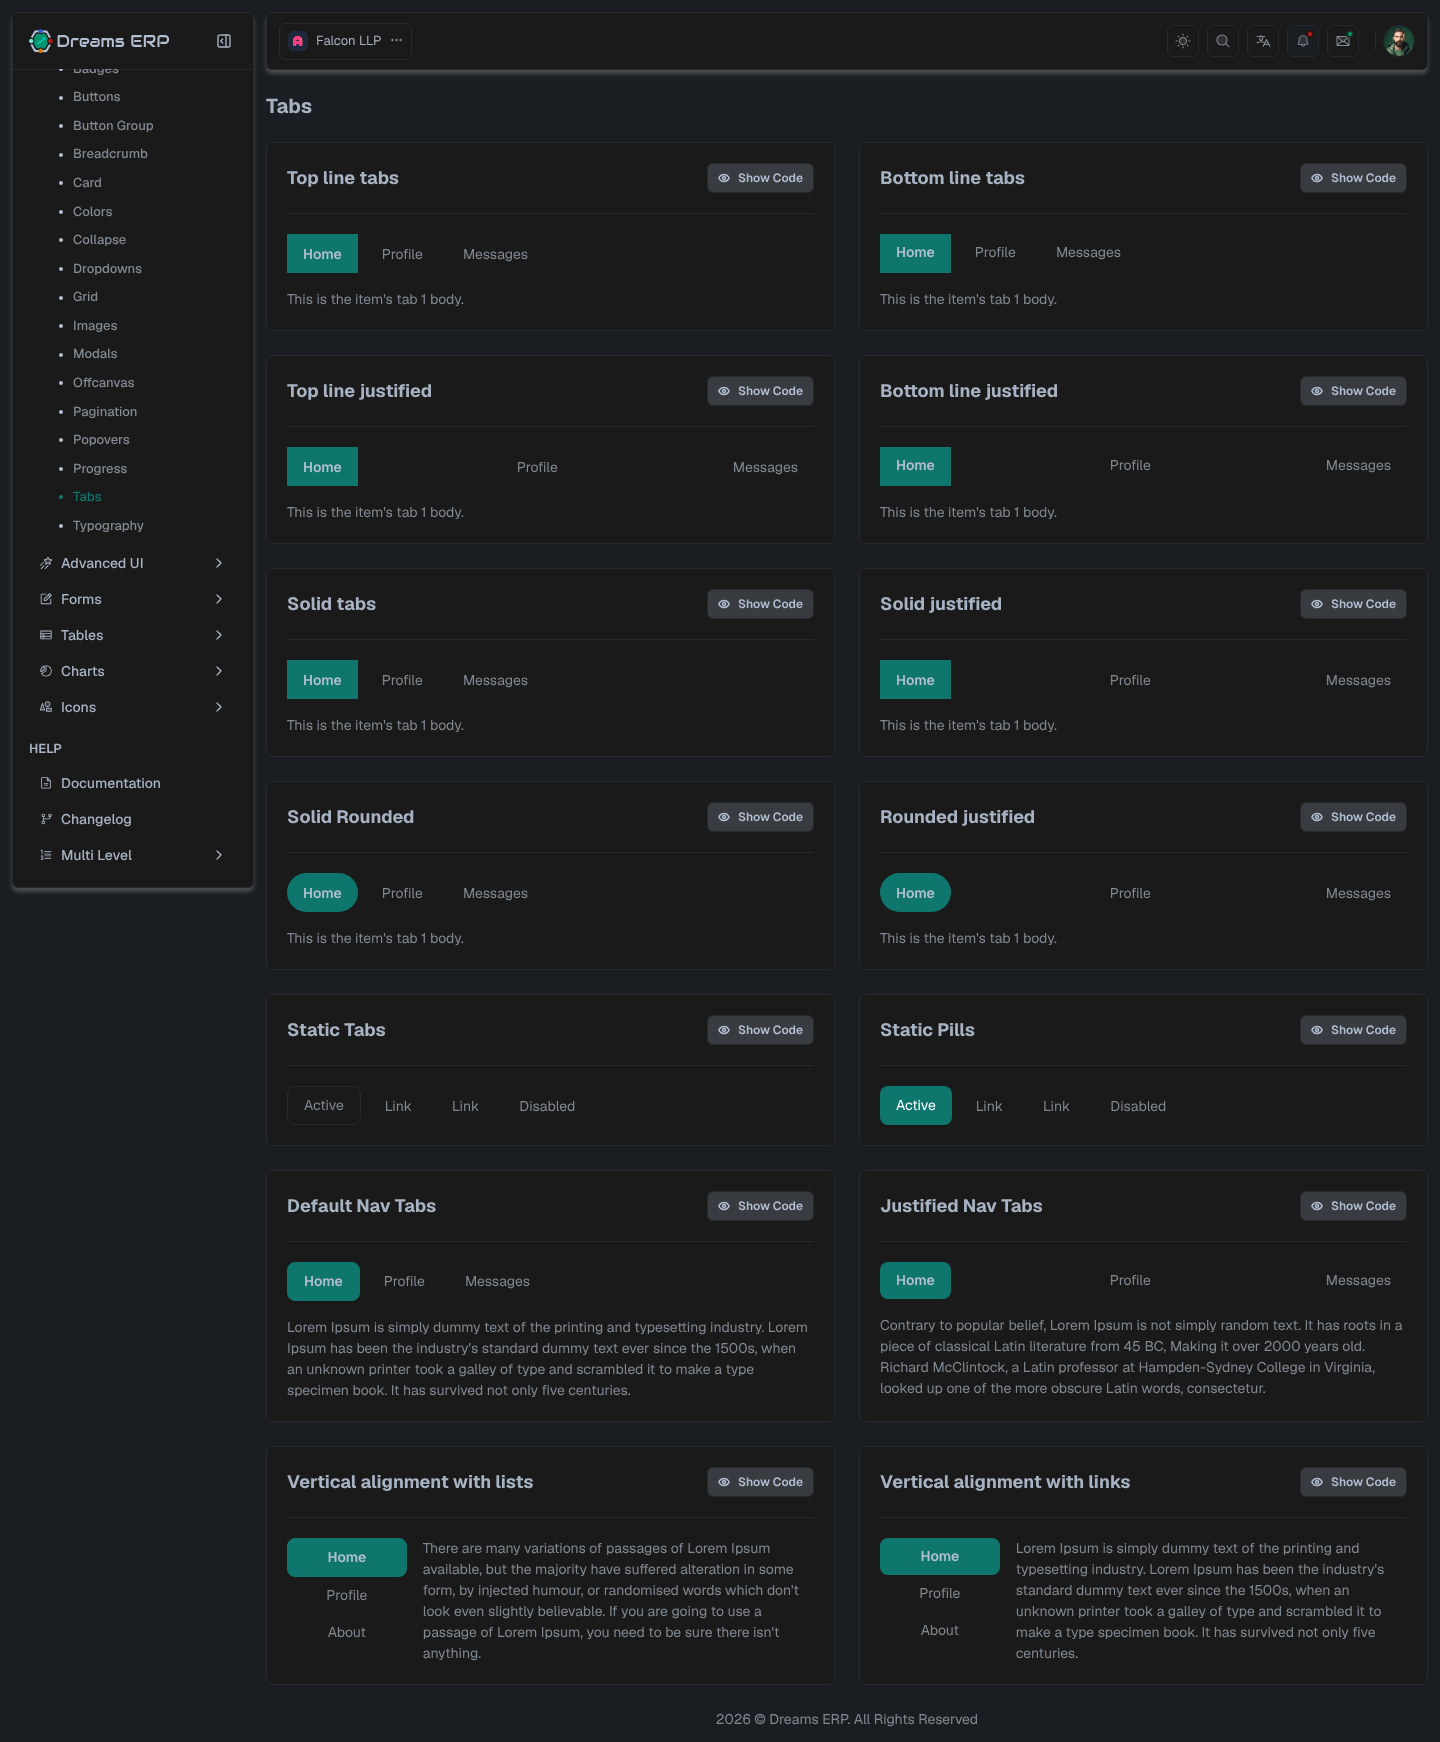 Dreams ERP
Badges
Buttons
Button Group
Breadcrumb
Card
Colors
Collapse
Dropdowns
Grid
Images
Modals
Offcanvas
Pagination
Popovers
Progress
Tabs
Typography
Advanced UI
Forms
Tables
Charts
Icons
HELP
Documentation
Changelog
Multi Level
Falcon LLP
Tabs
Top line tabs
Show Code
Home Profile Messages
This is the item's tab 1 body.
Bottom line tabs
Show Code
Home Profile Messages
This is the item's tab 1 body.
Top line justified
Show Code
Home Profile Messages
This is the item's tab 1 body.
Bottom line justified
Show Code
Home Profile Messages
This is the item's tab 1 body.
Solid tabs
Show Code
Home Profile Messages
This is the item's tab 1 body.
Solid justified
Show Code
Home Profile Messages
This is the item's tab 1 body.
Solid Rounded
Show Code
Home Profile Messages
This is the item's tab 1 body.
Rounded justified
Show Code
Home Profile Messages
This is the item's tab 1 body.
Static Tabs
Show Code
Active Link Link Disabled
Static Pills
Show Code
Active Link Link Disabled
Default Nav Tabs
Show Code
Home Profile Messages
Lorem Ipsum is simply dummy text of the printing and typesetting industry. Lorem
Ipsum has been the industry's standard dummy text ever since the 1500s, when
an unknown printer took a galley of type and scrambled it to make a type
specimen book. It has survived not only five centuries.
Justified Nav Tabs
Show Code
Home Profile Messages
Contrary to popular belief, Lorem Ipsum is not simply random text. It has roots in a
piece of classical Latin literature from 45 BC, Making it over 2000 years old.
Richard McClintock, a Latin professor at Hampden-Sydney College in Virginia,
looked up one of the more obscure Latin words, consectetur.
Vertical alignment with lists
Show Code
Home
Profile
About
There are many variations of passages of Lorem Ipsum
available, but the majority have suffered alteration in some
form, by injected humour, or randomised words which don't
look even slightly believable. If you are going to use a
passage of Lorem Ipsum, you need to be sure there isn't
anything.
Vertical alignment with links
Show Code
Home
Profile
About
Lorem Ipsum is simply dummy text of the printing and
typesetting industry. Lorem Ipsum has been the industry's
standard dummy text ever since the 1500s, when an
unknown printer took a galley of type and scrambled it to
make a type specimen book. It has survived not only five
centuries.
2026 © Dreams ERP. All Rights Reserved